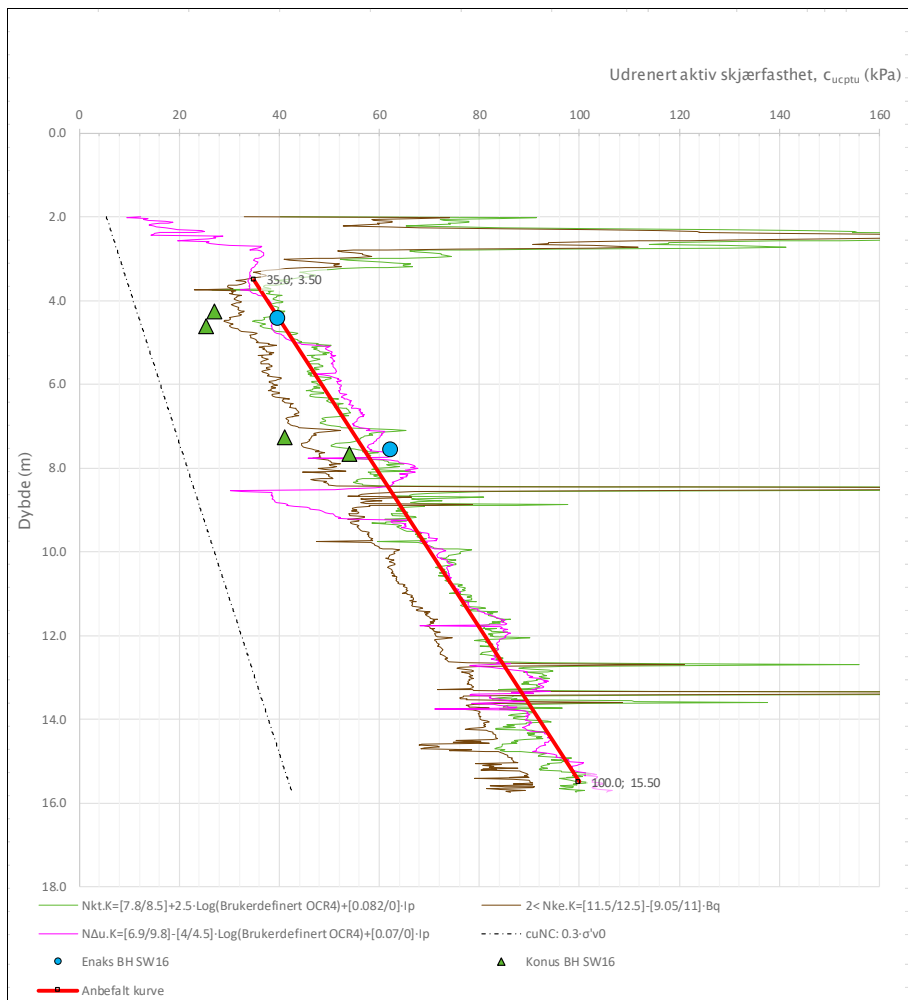 Udrenert aktiv skjærfasthet, cucptu (kPa)
0 20 40 60 80 100 120 140 160
0.0
2.0
35.0; 3.50
4.0
6.0
8.0
Dybde (m)
10.0
12.0
14.0
100.0; 15.50
16.0
18.0
Nkt.K=[7.8/8.5]+2.5·Log(Brukerdefinert OCR4)+[0.082/0]·Ip
2< Nke.K=[11.5/12.5]-[9.05/11]·Bq
NΔu.K=[6.9/9.8]-[4/4.5]·Log(Brukerdefinert OCR4)+[0.07/0]·Ip
cuNC: 0.3·σ'v0
Enaks BH SW16
Konus BH SW16
Anbefalt kurve